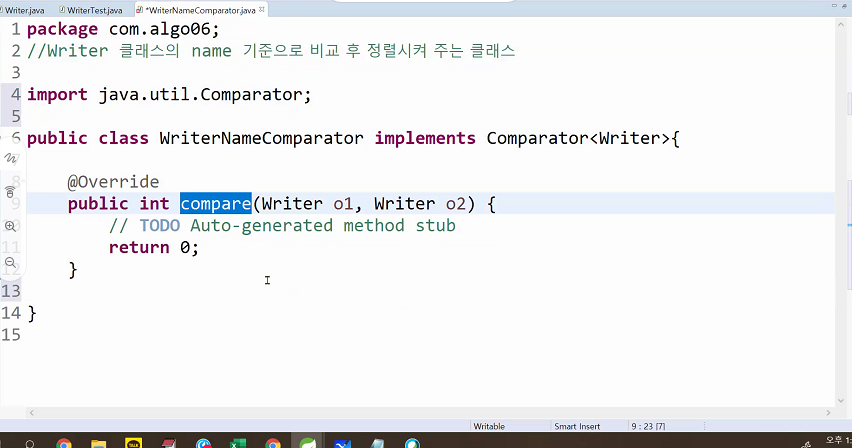 Writer.java WriterTest.java *WriterNameComparator.java
1 package com.algo06;
2 //Writer 클래스의 name 기준으로 비교 후 정렬시켜 주는 클래스
3
4 import java.util.Comparator;
5
6 public class WriterNameComparator implements Comparator<Writer>{
8 @Override
9 public int compare(Writer o1, Writer o2) {
10 // TODO Auto-generated method stub
11 return 0;
12 }
13
14 }
15
Writable Smart Insert 9 : 23 [7]
TALK
오후 1: